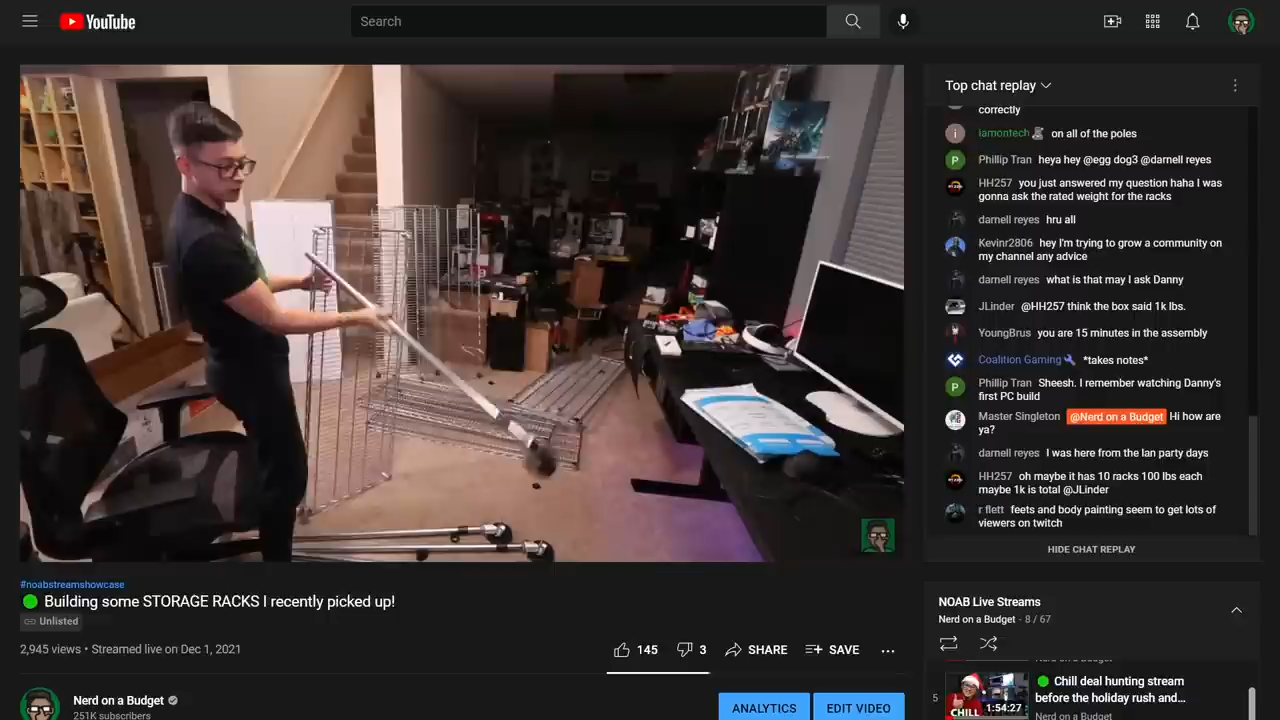 YouTube
Search
Top chat replay
correctly
iamontech on all of the poles
Phillip Tran heya hey @egg dog3 @darnell reyes
HH257 you just answered my question haha I was
gonna ask the rated weight for the racks
darnell reyes hru all
Kevinr2806 hey I'm trying to grow a community on
my channel any advice
darnell reyes what is that may I ask Danny
JLinder @HH257 think the box said 1k lbs.
YoungBrus you are 15 minutes in the assembly
Coalition Gaming *takes notes*
Phillip Tran Sheesh. I remember watching Danny's
first PC build
Master Singleton @Nerd on a Budget Hi how are
ya?
darnell reyes I was here from the lan party days
HH257 oh maybe it has 10 racks 100 lbs each
maybe 1k is total @JLinder
r flett feets and body painting seem to get lots of
viewers on twitch
HIDE CHAT REPLAY
#noabstreamshowcase
Building some STORAGE RACKS I recently picked up!
Unlisted
2,945 views • Streamed live on Dec 1, 2021
145
3
SHARE
SAVE
Nerd on a Budget
251K subscribers
ANALYTICS
EDIT VIDEO
NOAB Live Streams
Nerd on a Budget - 8 / 67
Nerd on a Budget
5
CHILL
1:54:27
Chill deal hunting stream
before the holiday rush and...
Nerd on a Budget